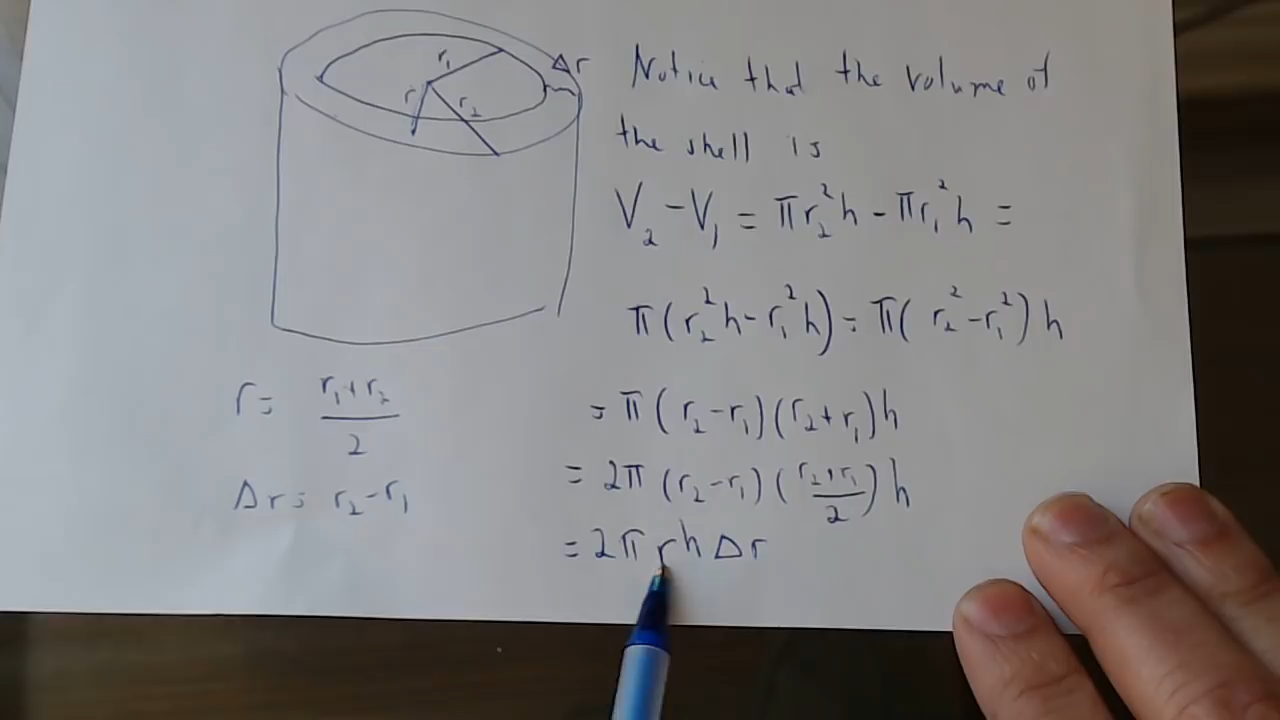 r₁
r
r₂
Δr
Notice that the volume of
the shell is
V₂ - V₁ = πr₂²h - πr₁²h =
π(r₂²h - r₁²h) = π(r₂² - r₁²)h
= π(r₂ - r₁)(r₂ + r₁)h
= 2π(r₂ - r₁)((r₂ + r₁)/2)h
= 2πrhΔr
r = (r₁ + r₂)/2
Δr = r₂ - r₁